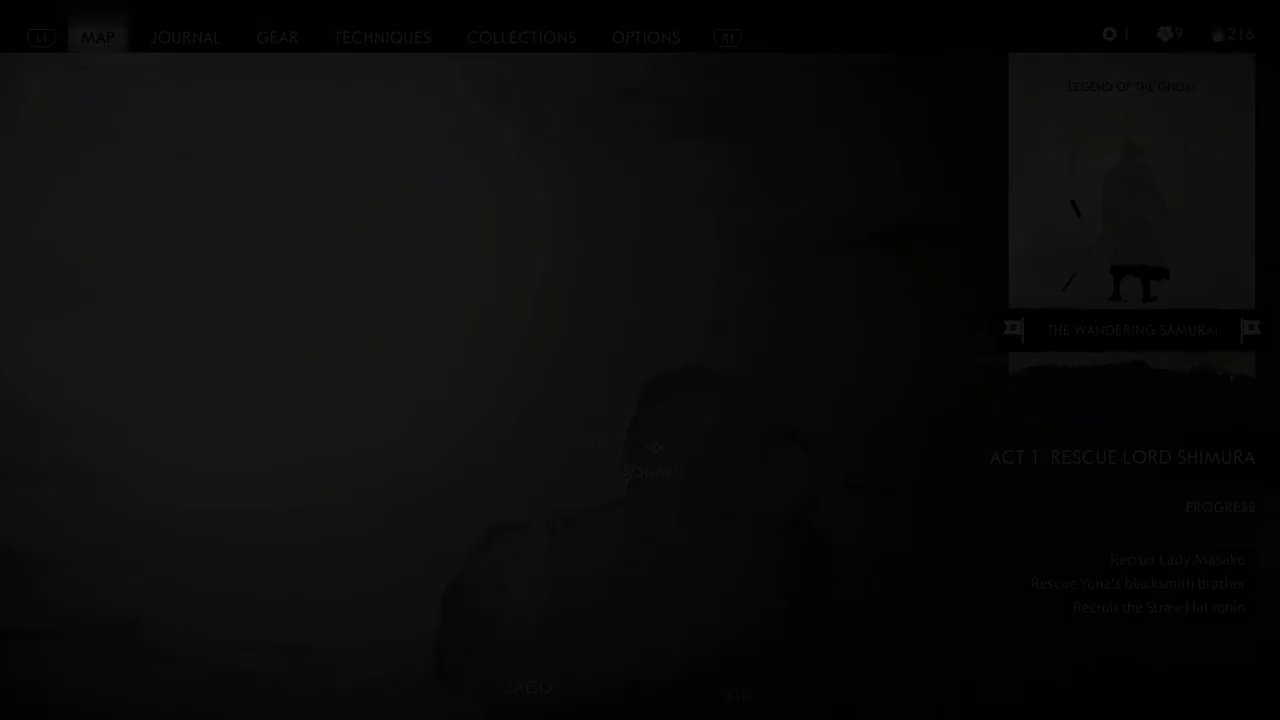 L1 MAP JOURNAL GEAR TECHNIQUES COLLECTIONS OPTIONS R1 1 9 216
LEGEND OF THE GHOST
THE WANDERING SAMURAI
ACT 1: RESCUE LORD SHIMURA
PROGRESS
Recruit Lady Masako
Rescue Yuna's blacksmith brother
Recruit the Straw Hat ronin